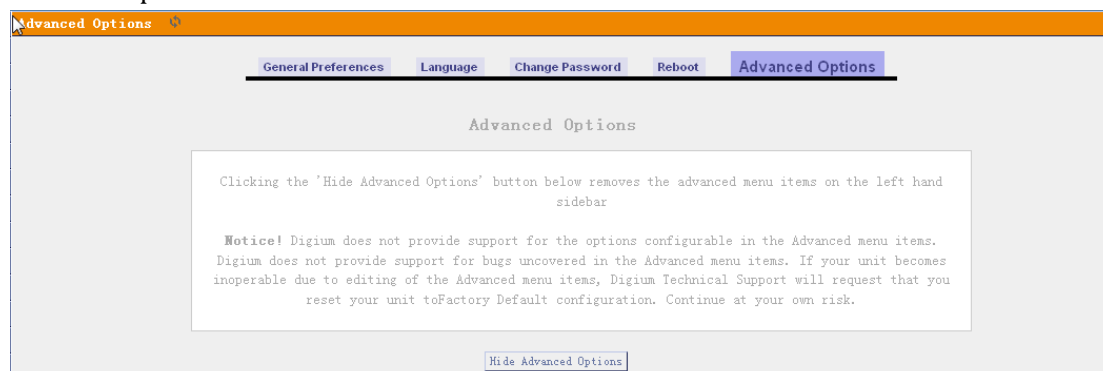 Advanced Options
General Preferences Language Change Password Reboot Advanced Options
Advanced Options
Clicking the 'Hide Advanced Options' button below removes the advanced menu items on the left hand
sidebar
Notice! Digium does not provide support for the options configurable in the Advanced menu items.
Digium does not provide support for bugs uncovered in the Advanced menu items. If your unit becomes
inoperable due to editing of the Advanced menu items, Digium Technical Support will request that you
reset your unit toFactory Default configuration. Continue at your own risk.
Hide Advanced Options